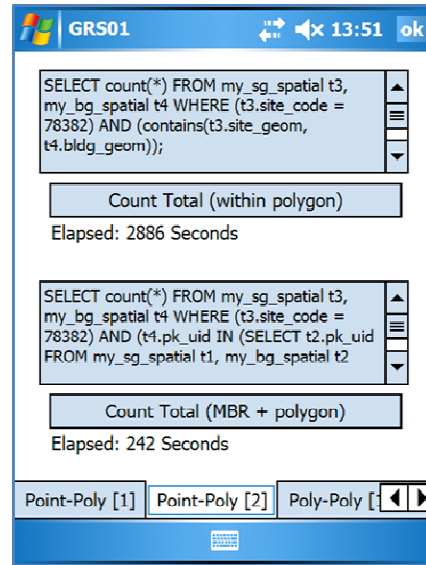 GRS01 13:51 ok
SELECT count(*) FROM my_sg_spatial t3,
my_bg_spatial t4 WHERE (t3.site_code =
78382) AND (contains(t3.site_geom,
t4.bldg_geom));
Count Total (within polygon)
Elapsed: 2886 Seconds
SELECT count(*) FROM my_sg_spatial t3,
my_bg_spatial t4 WHERE (t3.site_code =
78382) AND (t4.pk_uid IN (SELECT t2.pk_uid
FROM my_sg_spatial t1, my_bg_spatial t2
Count Total (MBR + polygon)
Elapsed: 242 Seconds
Point-Poly [1] Point-Poly [2] Poly-Poly [